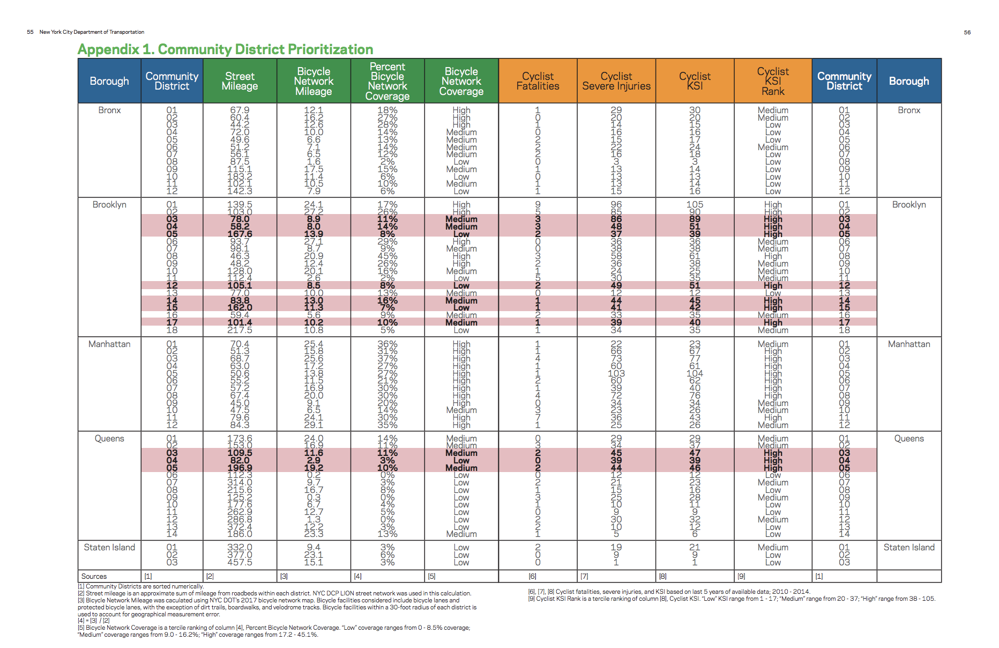 55 New York City Department of Transportation
56
Appendix 1. Community District Prioritization
Borough Community District Street Mileage Bicycle Network Mileage Percent Bicycle Network Coverage Bicycle Network Coverage Cyclist Fatalities Cyclist Severe Injuries Cyclist KSI Cyclist KSI Rank Community District Borough
Bronx 01 67.9 12.1 18% High 1 29 30 Medium 01 Bronx
02 60.4 16.2 27% High 0 20 20 Medium 02
03 44.2 12.6 28% High 1 14 15 Low 03
04 72.0 10.0 14% Medium 0 16 16 Low 04
05 49.6 6.6 13% Medium 2 15 17 Low 05
06 51.2 7.1 14% Medium 2 22 24 Medium 06
07 56.1 6.5 12% Medium 2 16 18 Low 07
08 87.5 1.6 2% Low 0 3 3 Low 08
09 115.1 17.5 15% Medium 1 13 14 Low 09
10 183.2 11.4 6% Low 0 13 13 Low 10
11 102.1 10.5 10% Medium 1 13 14 Low 11
12 142.3 7.9 6% Low 1 15 16 Low 12
Brooklyn 01 139.5 24.1 17% High 9 96 105 High 01 Brooklyn
02 103.0 27.2 26% High 5 85 90 High 02
03 78.0 8.9 11% Medium 3 86 89 High 03
04 58.2 8.0 14% Medium 3 48 51 High 04
05 167.6 13.9 8% Low 2 37 39 High 05
06 93.7 27.1 29% High 0 36 36 Medium 06
07 98.1 8.7 9% Medium 0 38 38 Medium 07
08 46.3 20.9 45% High 3 58 61 High 08
09 48.2 12.4 26% High 2 36 38 Medium 09
10 128.0 20.1 16% Medium 1 24 25 Medium 10
11 112.4 2.6 2% Low 5 30 35 Medium 11
12 105.1 8.5 8% Low 2 49 51 High 12
13 77.0 10.0 13% Medium 0 12 12 Low 13
14 83.8 13.0 16% Medium 1 44 45 High 14
15 162.0 11.3 7% Low 1 41 42 High 15
16 59.4 5.6 9% Medium 2 33 35 Medium 16
17 101.4 10.2 10% Medium 1 39 40 High 17
18 217.5 10.8 5% Low 1 34 35 Medium 18
Manhattan 01 70.4 25.4 36% High 1 22 23 Medium 01 Manhattan
02 51.3 15.8 31% High 1 66 67 High 02
03 68.7 25.6 37% High 4 73 77 High 03
04 63.0 17.2 27% High 1 60 61 High 04
05 50.6 13.8 27% High 1 103 104 High 05
06 55.2 11.5 21% High 2 60 62 High 06
07 57.2 16.9 30% High 1 39 40 High 07
08 67.4 20.0 30% High 4 72 76 High 08
09 45.0 9.1 20% High 0 34 34 Medium 09
10 47.5 6.5 14% Medium 3 23 26 Medium 10
11 79.6 24.1 30% High 7 36 43 High 11
12 84.3 29.1 35% High 1 25 26 Medium 12
Queens 01 173.6 24.0 14% Medium 0 29 29 Medium 01 Queens
02 153.0 16.9 11% Medium 3 34 37 Medium 02
03 109.5 11.6 11% Medium 2 45 47 High 03
04 82.0 2.9 3% Low 0 39 39 High 04
05 196.9 19.2 10% Medium 2 44 46 High 05
06 112.3 0.2 0% Low 0 12 12 Low 06
07 314.0 9.7 3% Low 2 21 23 Medium 07
08 215.6 16.7 8% Low 1 15 16 Low 08
09 125.2 0.3 0% Low 3 25 28 Medium 09
10 177.6 6.7 4% Low 1 10 11 Low 10
11 262.9 12.7 5% Low 0 9 9 Low 11
12 286.8 1.3 0% Low 2 30 32 Medium 12
13 372.4 12.2 3% Low 2 10 12 Low 13
14 186.0 23.3 13% Medium 1 5 6 Low 14
Staten Island 01 332.0 9.4 3% Low 2 19 21 Medium 01 Staten Island
02 377.0 23.1 6% Low 0 9 9 Low 02
03 457.5 15.1 3% Low 0 1 1 Low 03
Sources [1] [2] [3] [4] [5] [6] [7] [8] [9] [1]
[1] Community Districts are sorted numerically.
[2] Street mileage is an approximate sum of mileage from roadbeds within each district. NYC DCP LION street network was used in this calculation.
[3] Bicycle Network Mileage was caculated using NYC DOT's 2017 bicycle network map. Bicycle facilities considered include bicycle lanes and
protected bicycle lanes, with the exception of dirt trails, boardwalks, and velodrome tracks. Bicycle facilities within a 30-foot radius of each district is
used to account for geographical measurement error.
[4] = [3] / [2]
[5] Bicycle Network Coverage is a tercile ranking of column [4], Percent Bicycle Network Coverage. "Low" coverage ranges from 0 - 8.5% coverage;
"Medium" coverage ranges from 9.0 - 16.2%; "High" coverage ranges from 17.2 - 45.1%.
[6], [7], [8] Cyclist fatalities, severe injuries, and KSI based on last 5 years of available data; 2010 - 2014.
[9] Cyclist KSI Rank is a tercile ranking of column [8], Cyclist KSI. "Low" KSI range from 1 - 17; "Medium" range from 20 - 37; "High" range from 38 - 105.